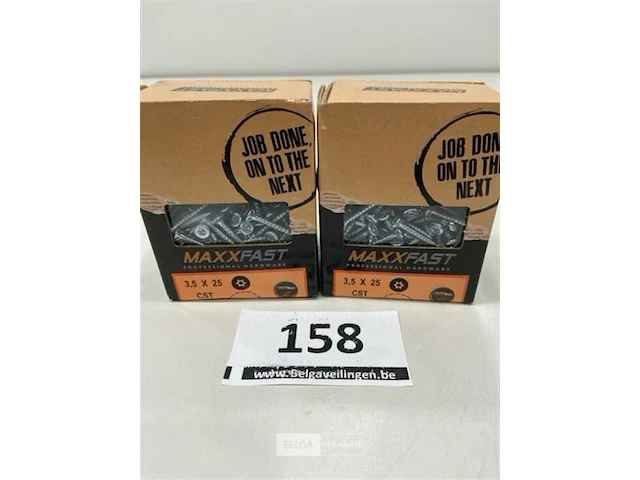 JOB DONE,
ON TO THE
NEXT
MAXXFAST
PROFESSIONAL HARDWARE
3,5 X 25
CST
JOB DON
ON TO THE
NEXT
MAXXFAST
PROFESSIONAL HARDWARE
3,5 X 25
CST
158
www.Belgaveilingen.be
BELGA